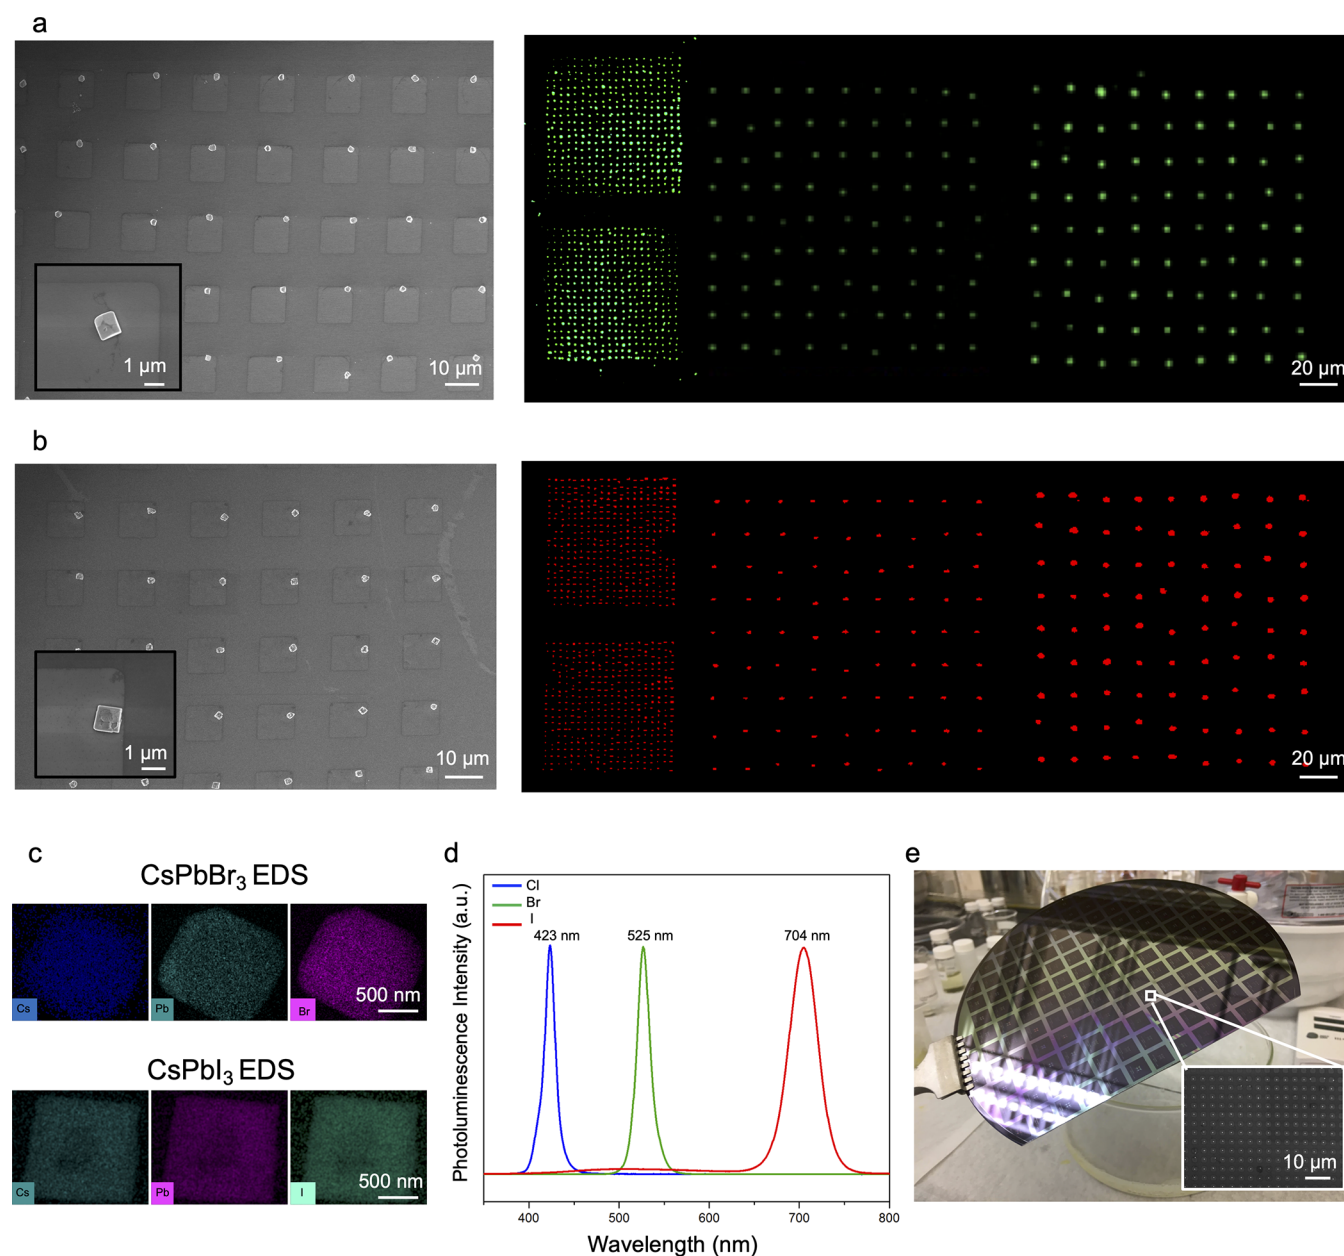 a
1 µm
10 µm
20 µm
b
1 µm
10 µm
20 µm
c
CsPbBr3 EDS
Cs
Pb
Br
500 nm
CsPbI3 EDS
Cs
Pb
I
500 nm
d
Cl
Br
I
423 nm
525 nm
704 nm
Photoluminescence Intensity (a.u.)
400
500
600
700
800
Wavelength (nm)
e
10 µm